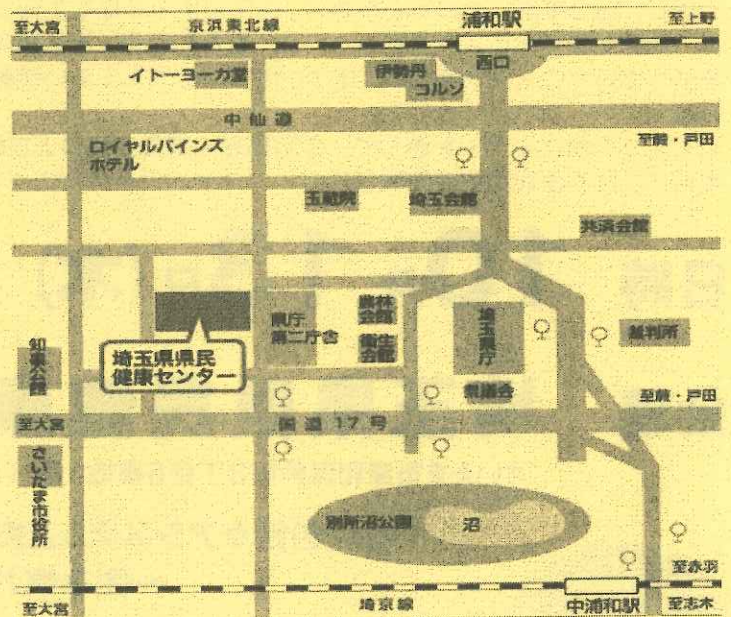 至大宮
京浜東北線
浦和駅
至上野
西口
イトーヨーカ堂
伊勢丹
コルソ
中仙道
ロイヤルパインズ
ホテル
至蕨・戸田
玉蔵院
埼玉会館
共済会館
県庁
第二庁舎
農林
会館
衛生
会館
埼玉県庁
裁判所
知事公館
埼玉県県民
健康センター
県議会
至蕨・戸田
至大宮
国道17号
さいたま市役所
別所沼公園
沼
至赤羽
至大宮
埼京線
中浦和駅
至志木